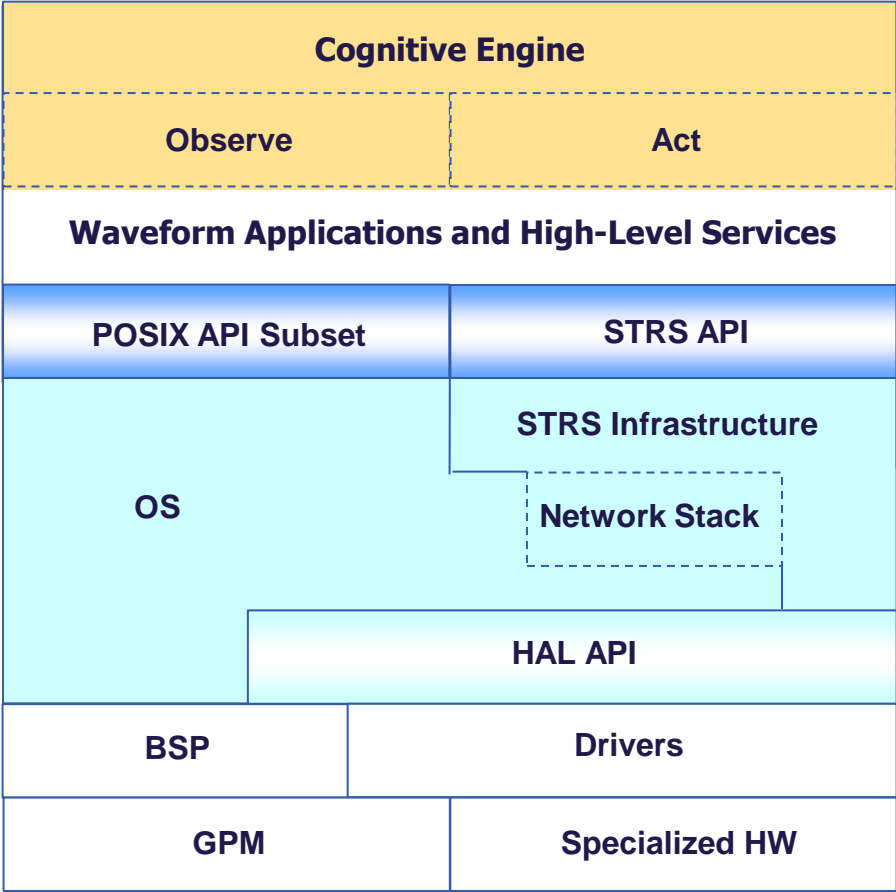 Cognitive Engine
Observe
Act
Waveform Applications and High-Level Services
POSIX API Subset
STRS API
STRS Infrastructure
OS
Network Stack
HAL API
BSP
Drivers
GPM
Specialized HW